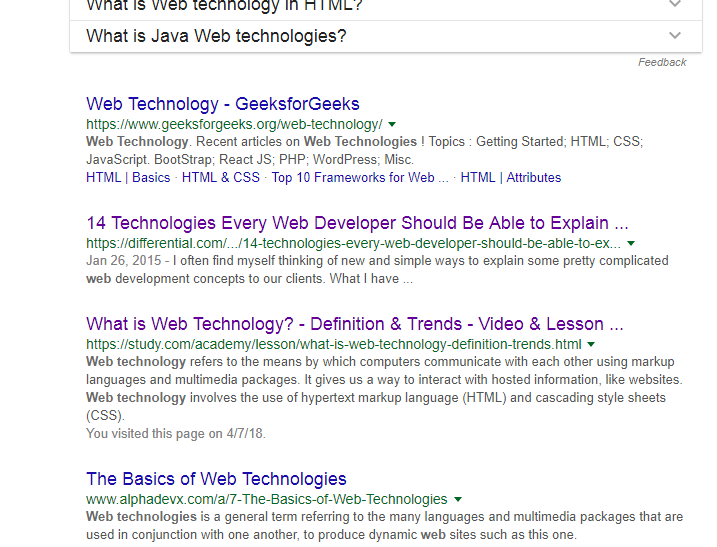 What is Web technology in HTML?
What is Java Web technologies?
Feedback
Web Technology - GeeksforGeeks
https://www.geeksforgeeks.org/web-technology/
Web Technology. Recent articles on Web Technologies ! Topics : Getting Started; HTML; CSS;
JavaScript. BootStrap; React JS; PHP; WordPress; Misc.
HTML | Basics · HTML & CSS · Top 10 Frameworks for Web ... · HTML | Attributes
14 Technologies Every Web Developer Should Be Able to Explain ...
https://differential.com/.../14-technologies-every-web-developer-should-be-able-to-ex...
Jan 26, 2015 - I often find myself thinking of new and simple ways to explain some pretty complicated
web development concepts to our clients. What I have ...
What is Web Technology? - Definition & Trends - Video & Lesson ...
https://study.com/academy/lesson/what-is-web-technology-definition-trends.html
Web technology refers to the means by which computers communicate with each other using markup
languages and multimedia packages. It gives us a way to interact with hosted information, like websites.
Web technology involves the use of hypertext markup language (HTML) and cascading style sheets
(CSS).
You visited this page on 4/7/18.
The Basics of Web Technologies
www.alphadevx.com/a/7-The-Basics-of-Web-Technologies
Web technologies is a general term referring to the many languages and multimedia packages that are
used in conjunction with one another, to produce dynamic web sites such as this one.